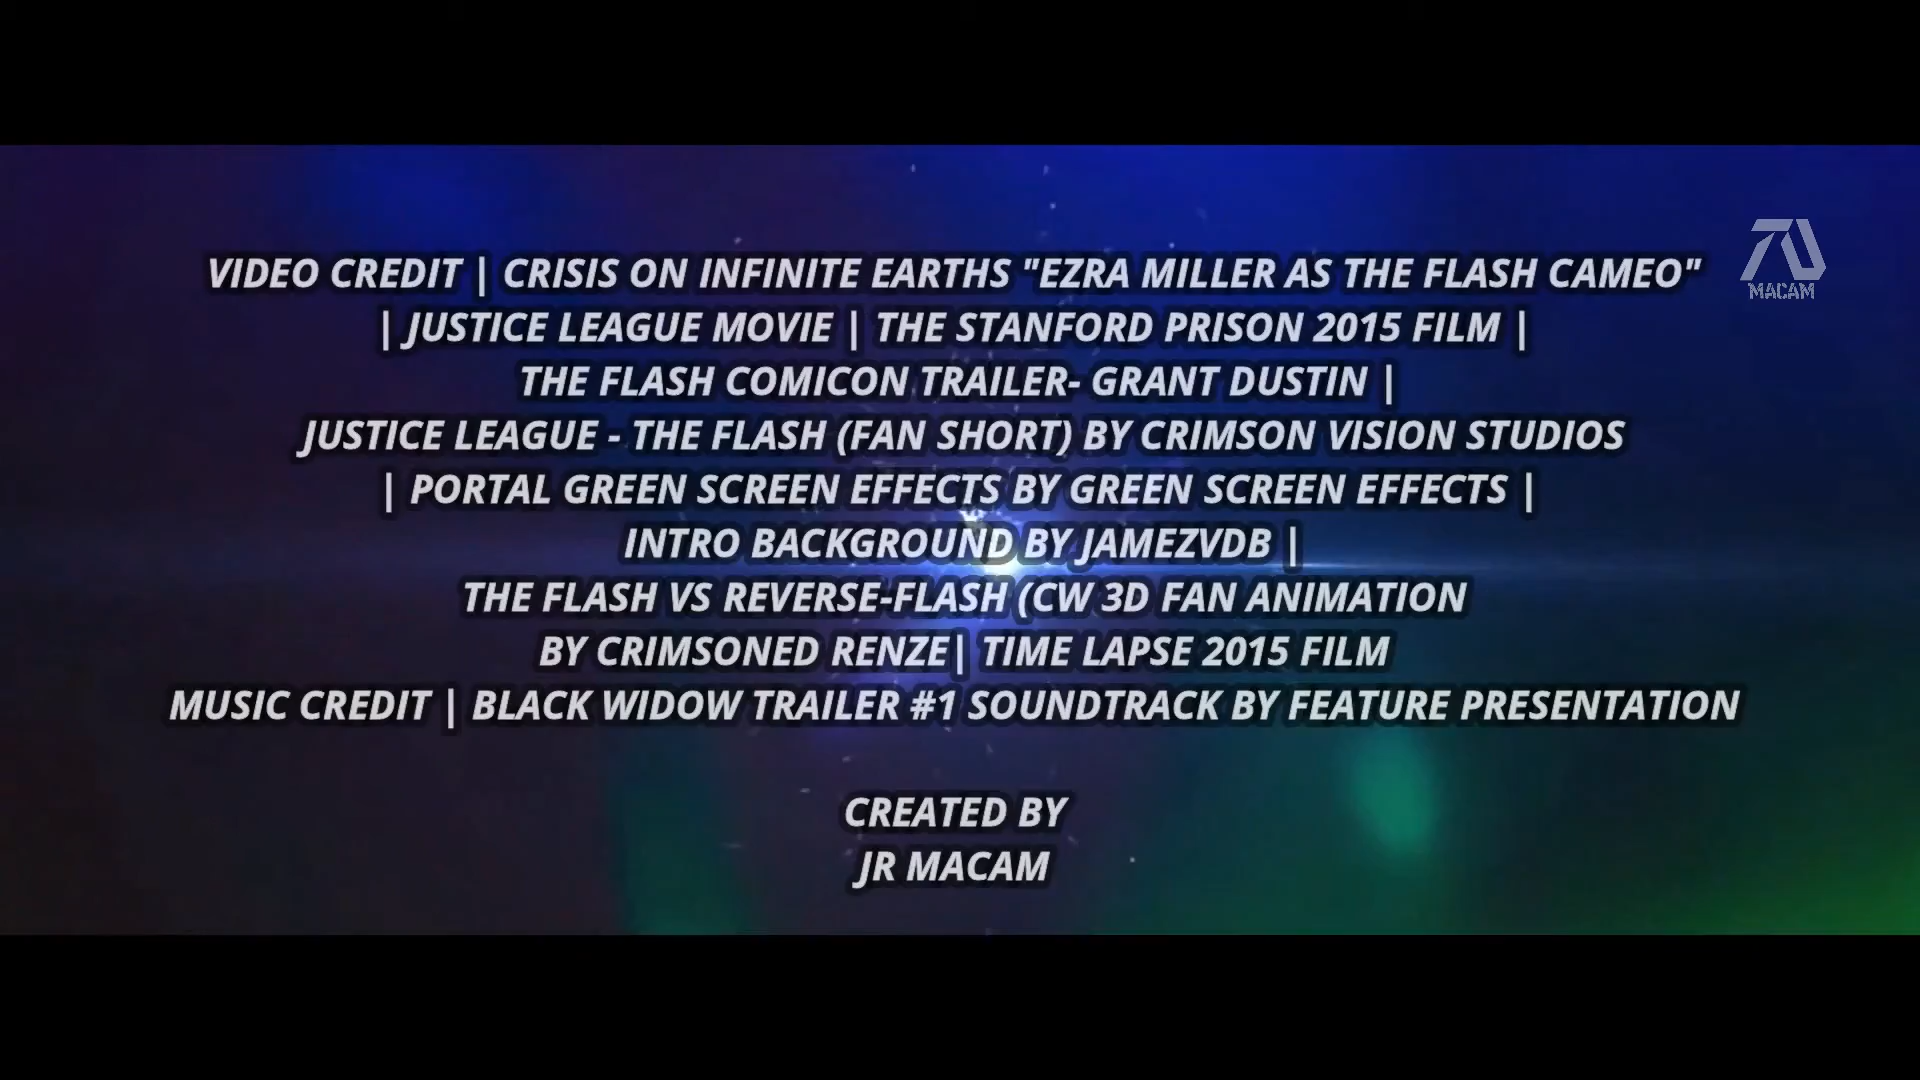 VIDEO CREDIT | CRISIS ON INFINITE EARTHS "EZRA MILLER AS THE FLASH CAMEO"
| JUSTICE LEAGUE MOVIE | THE STANFORD PRISON 2015 FILM |
THE FLASH COMICON TRAILER- GRANT DUSTIN |
JUSTICE LEAGUE - THE FLASH (FAN SHORT) BY CRIMSON VISION STUDIOS
| PORTAL GREEN SCREEN EFFECTS BY GREEN SCREEN EFFECTS |
INTRO BACKGROUND BY JAMEZVDB |
THE FLASH VS REVERSE-FLASH (CW 3D FAN ANIMATION
BY CRIMSONED RENZE| TIME LAPSE 2015 FILM
MUSIC CREDIT | BLACK WIDOW TRAILER #1 SOUNDTRACK BY FEATURE PRESENTATION
CREATED BY
JR MACAM
MACAM